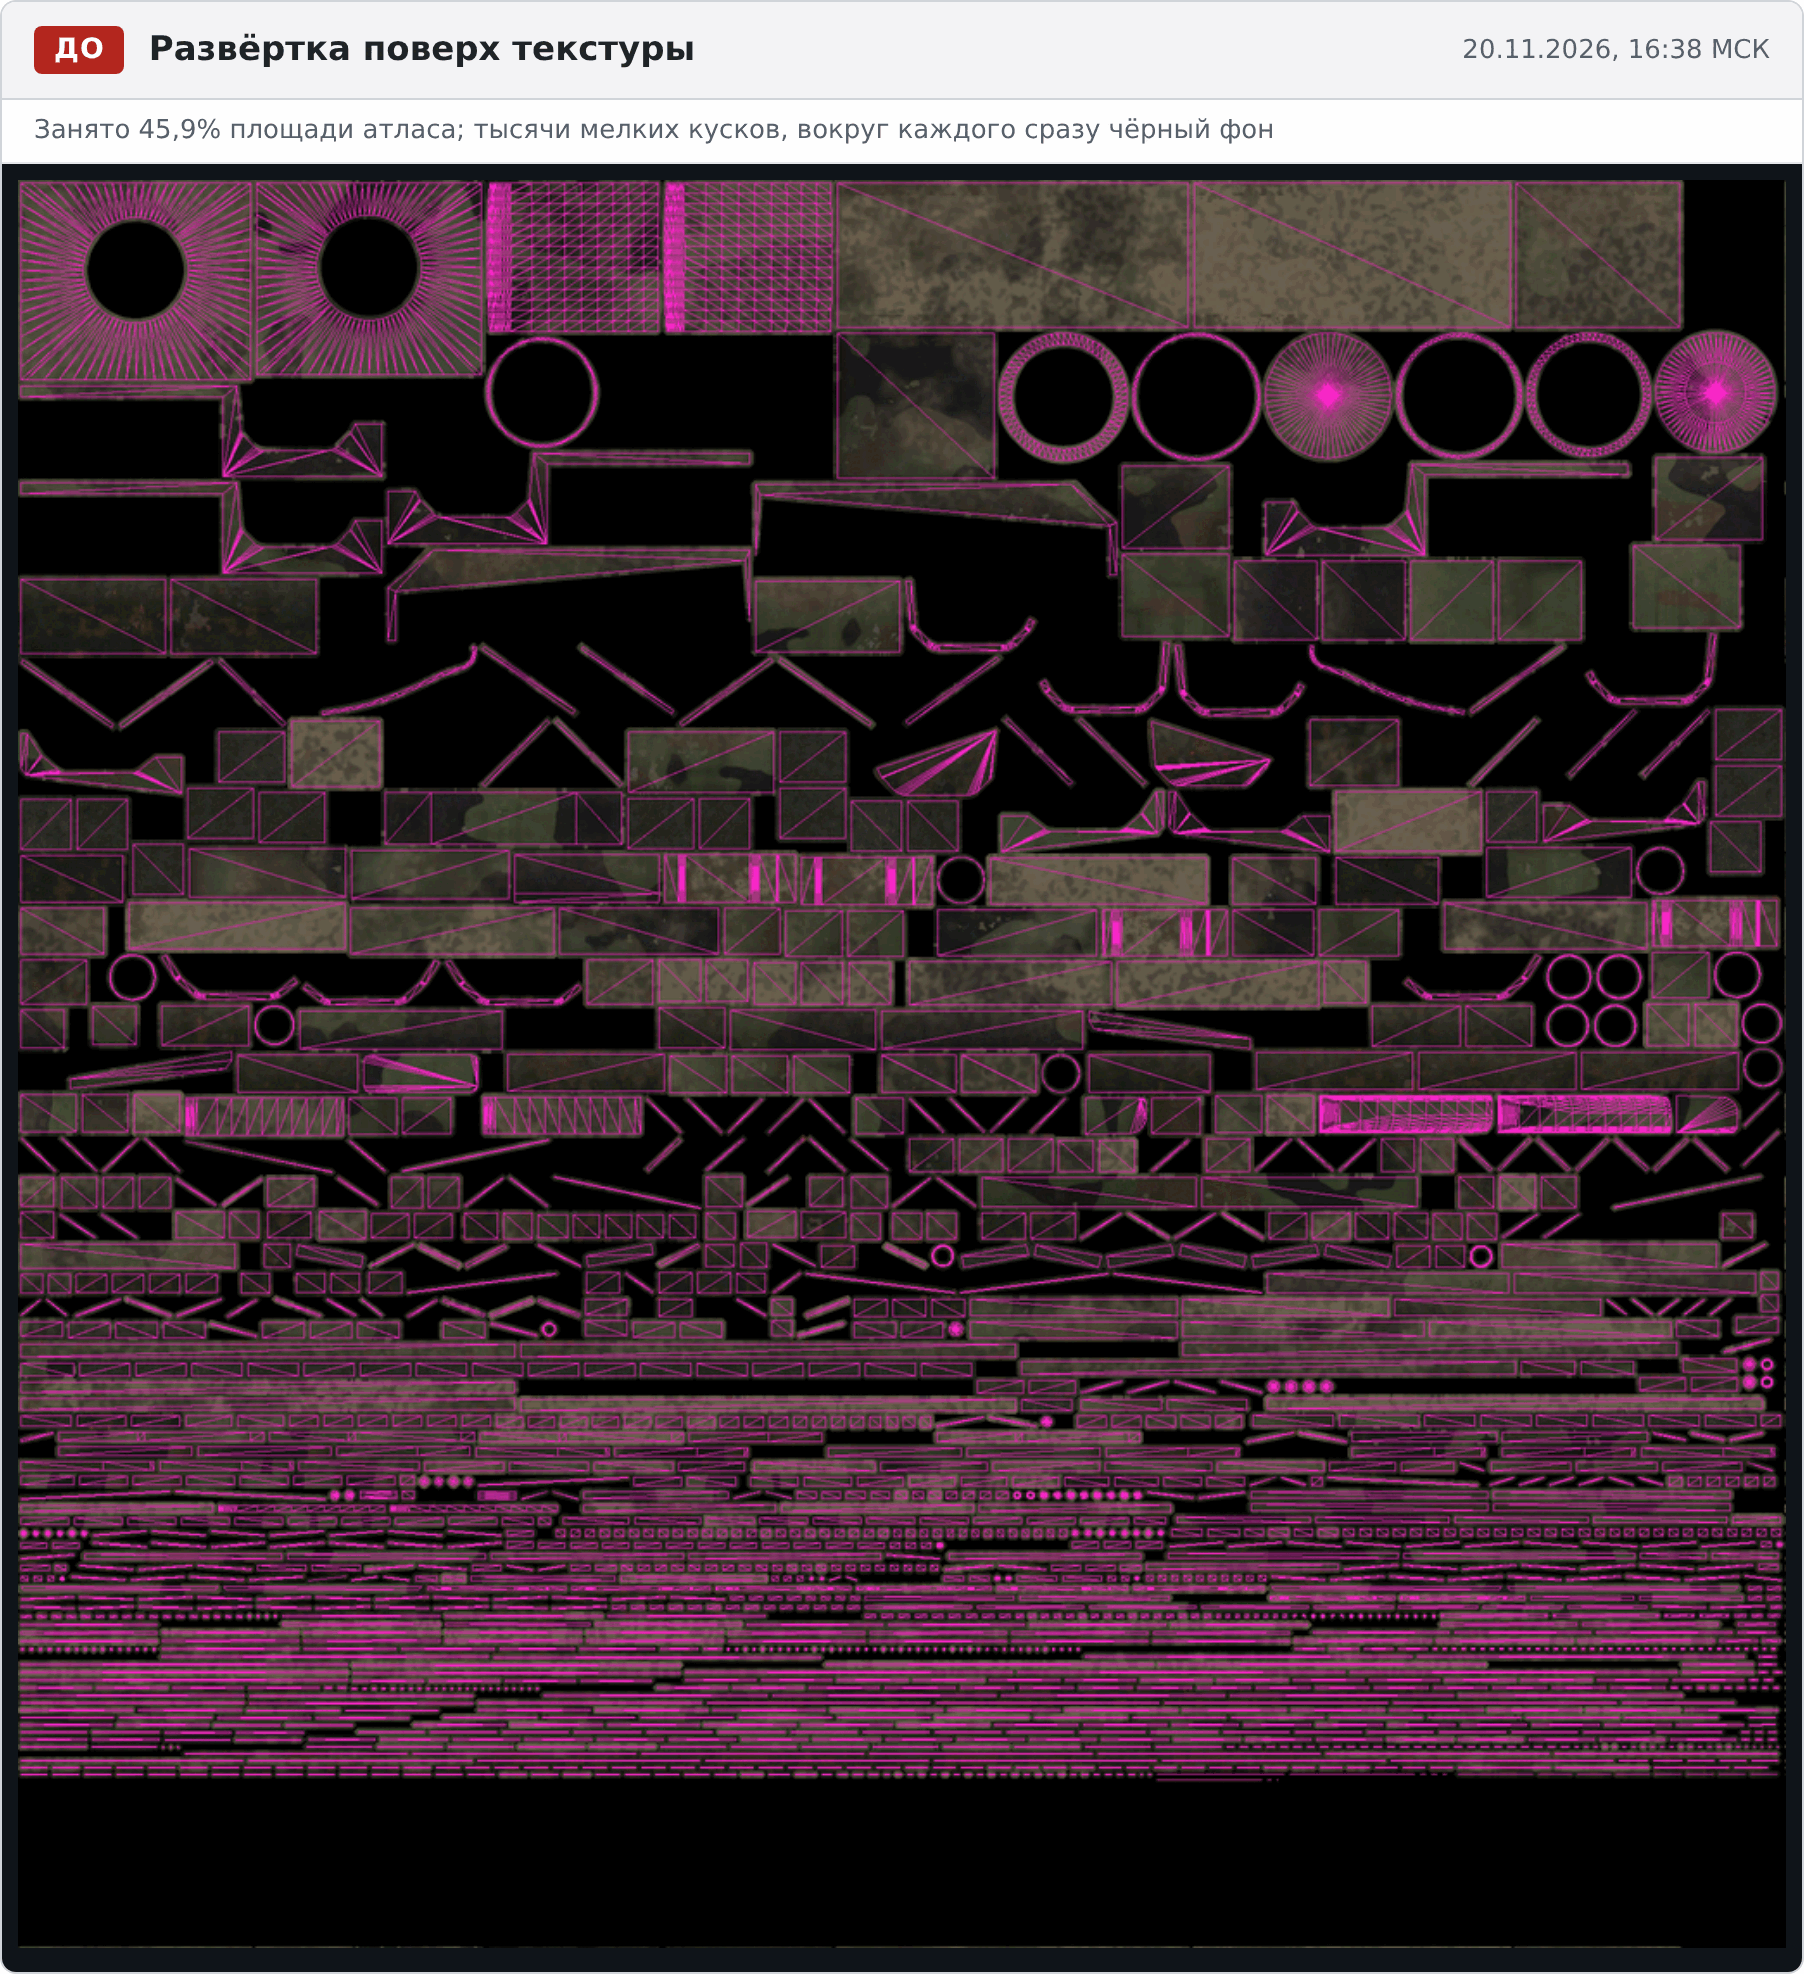 ДО Развёртка поверх текстуры 20.11.2026, 16:38 МСК
Занято 45,9% площади атласа; тысячи мелких кусков, вокруг каждого сразу чёрный фон